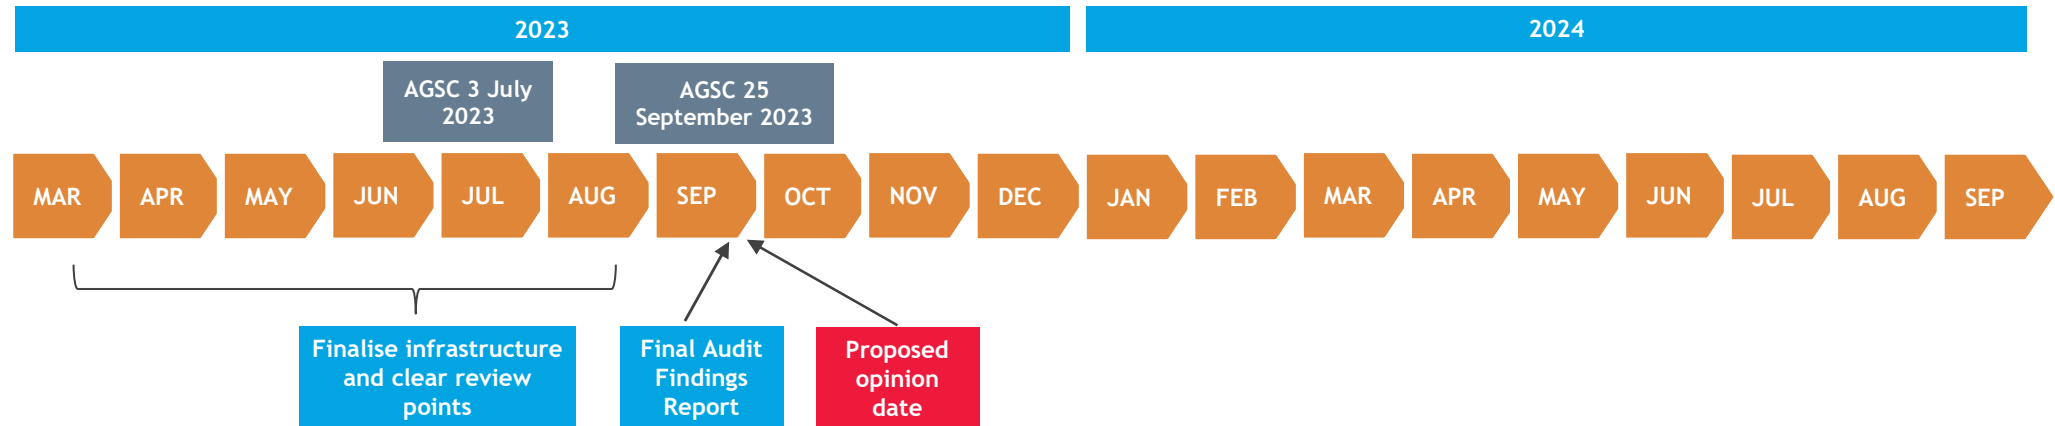 2023
2024
AGSC 3 July
2023
AGSC 25
September 2023
MAR
APR
MAY
JUN
JUL
AUG
SEP
OCT
NOV
DEC
JAN
FEB
MAR
APR
MAY
JUN
JUL
AUG
SEP
Finalise infrastructure
and clear review
points
Final Audit
Findings
Report
Proposed
opinion
date